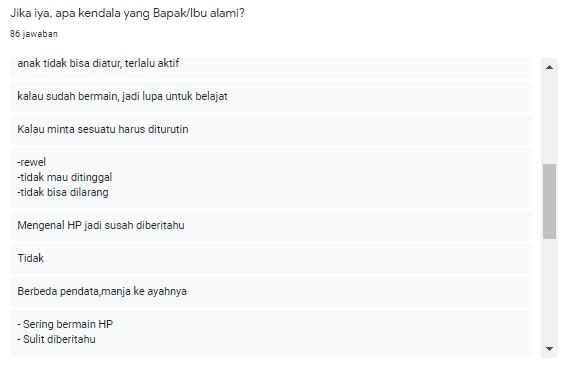 Jika iya, apa kendala yang Bapak/Ibu alami?
86 jawaban
anak tidak bisa diatur, terlalu aktif
kalau sudah bermain, jadi lupa untuk belajat
Kalau minta sesuatu harus diturutin
-rewel
-tidak mau ditinggal
-tidak bisa dilarang
Mengenal HP jadi susah diberitahu
Tidak
Berbeda pendata,manja ke ayahnya
- Sering bermain HP
- Sulit diberitahu